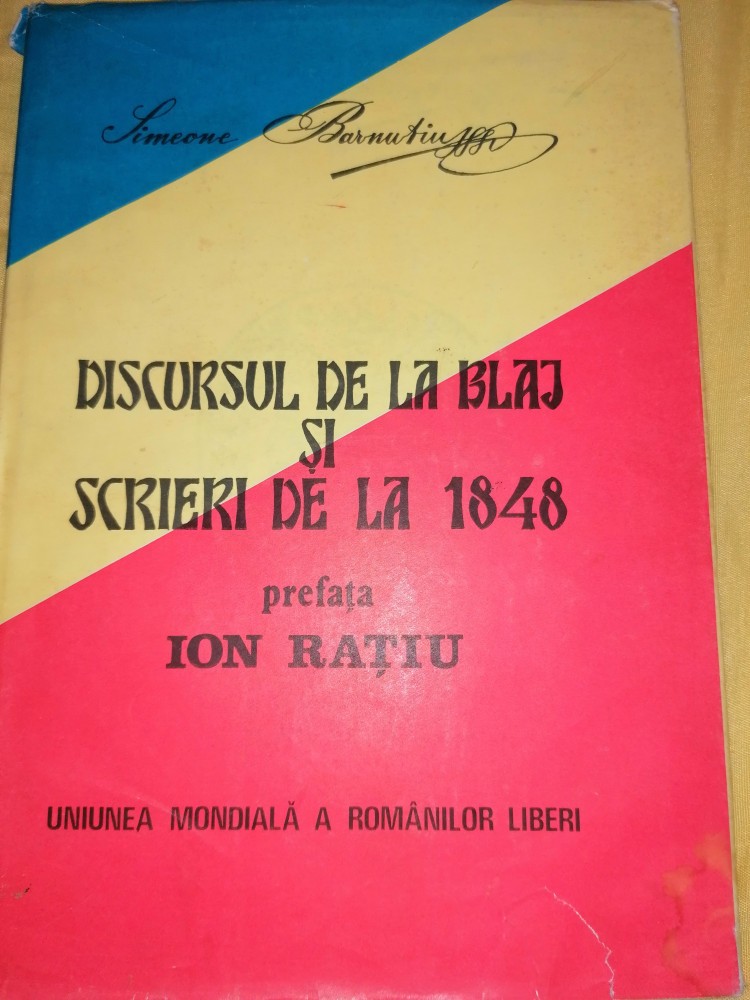 Simeone Barnutiu
DISCURSUL DE LA BLAJ
ȘI
SCRIERI DE LA 1848
prefața
ION RAȚIU
UNIUNEA MONDIALĂ A ROMÂNILOR LIBERI